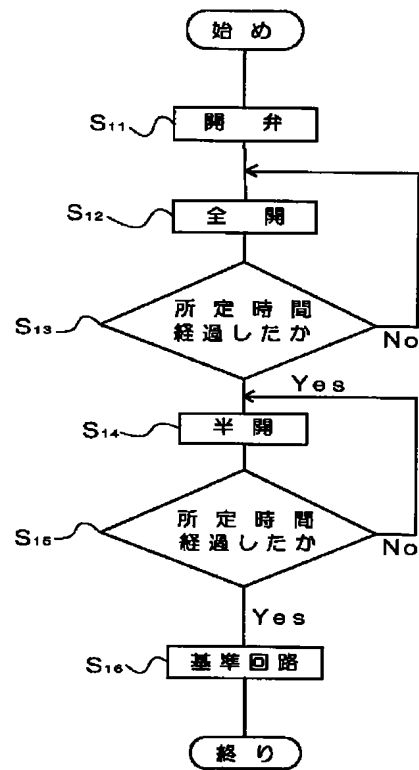 始め
S11
開弁
S12
全開
S13
所定時間
経過したか
No
Yes
S14
半開
S15
所定時間
経過したか
No
Yes
S16
基準回路
終り